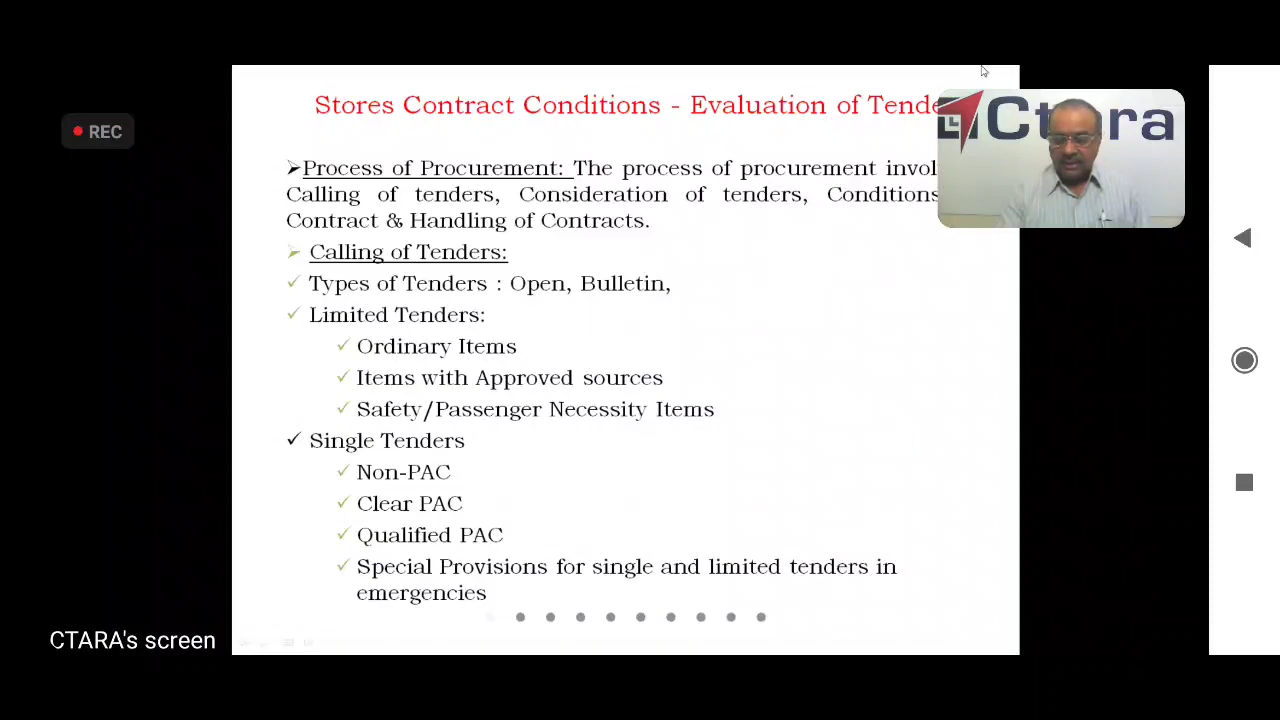 Stores Contract Conditions - Evaluation of
REC
Process of Procurement: The process of procurement
Calling of tenders, Consideration of tenders, Conditions
Contract & Handling of Contracts.
Calling of Tenders:
Types of Tenders : Open, Bulletin,
Limited Tenders:
Ordinary Items
Items with Approved sources
Safety/Passenger Necessity Items
Single Tenders
Non-PAC
Clear PAC
Qualified PAC
Special Provisions for single and limited tenders in
emergencies
CTARA's screen